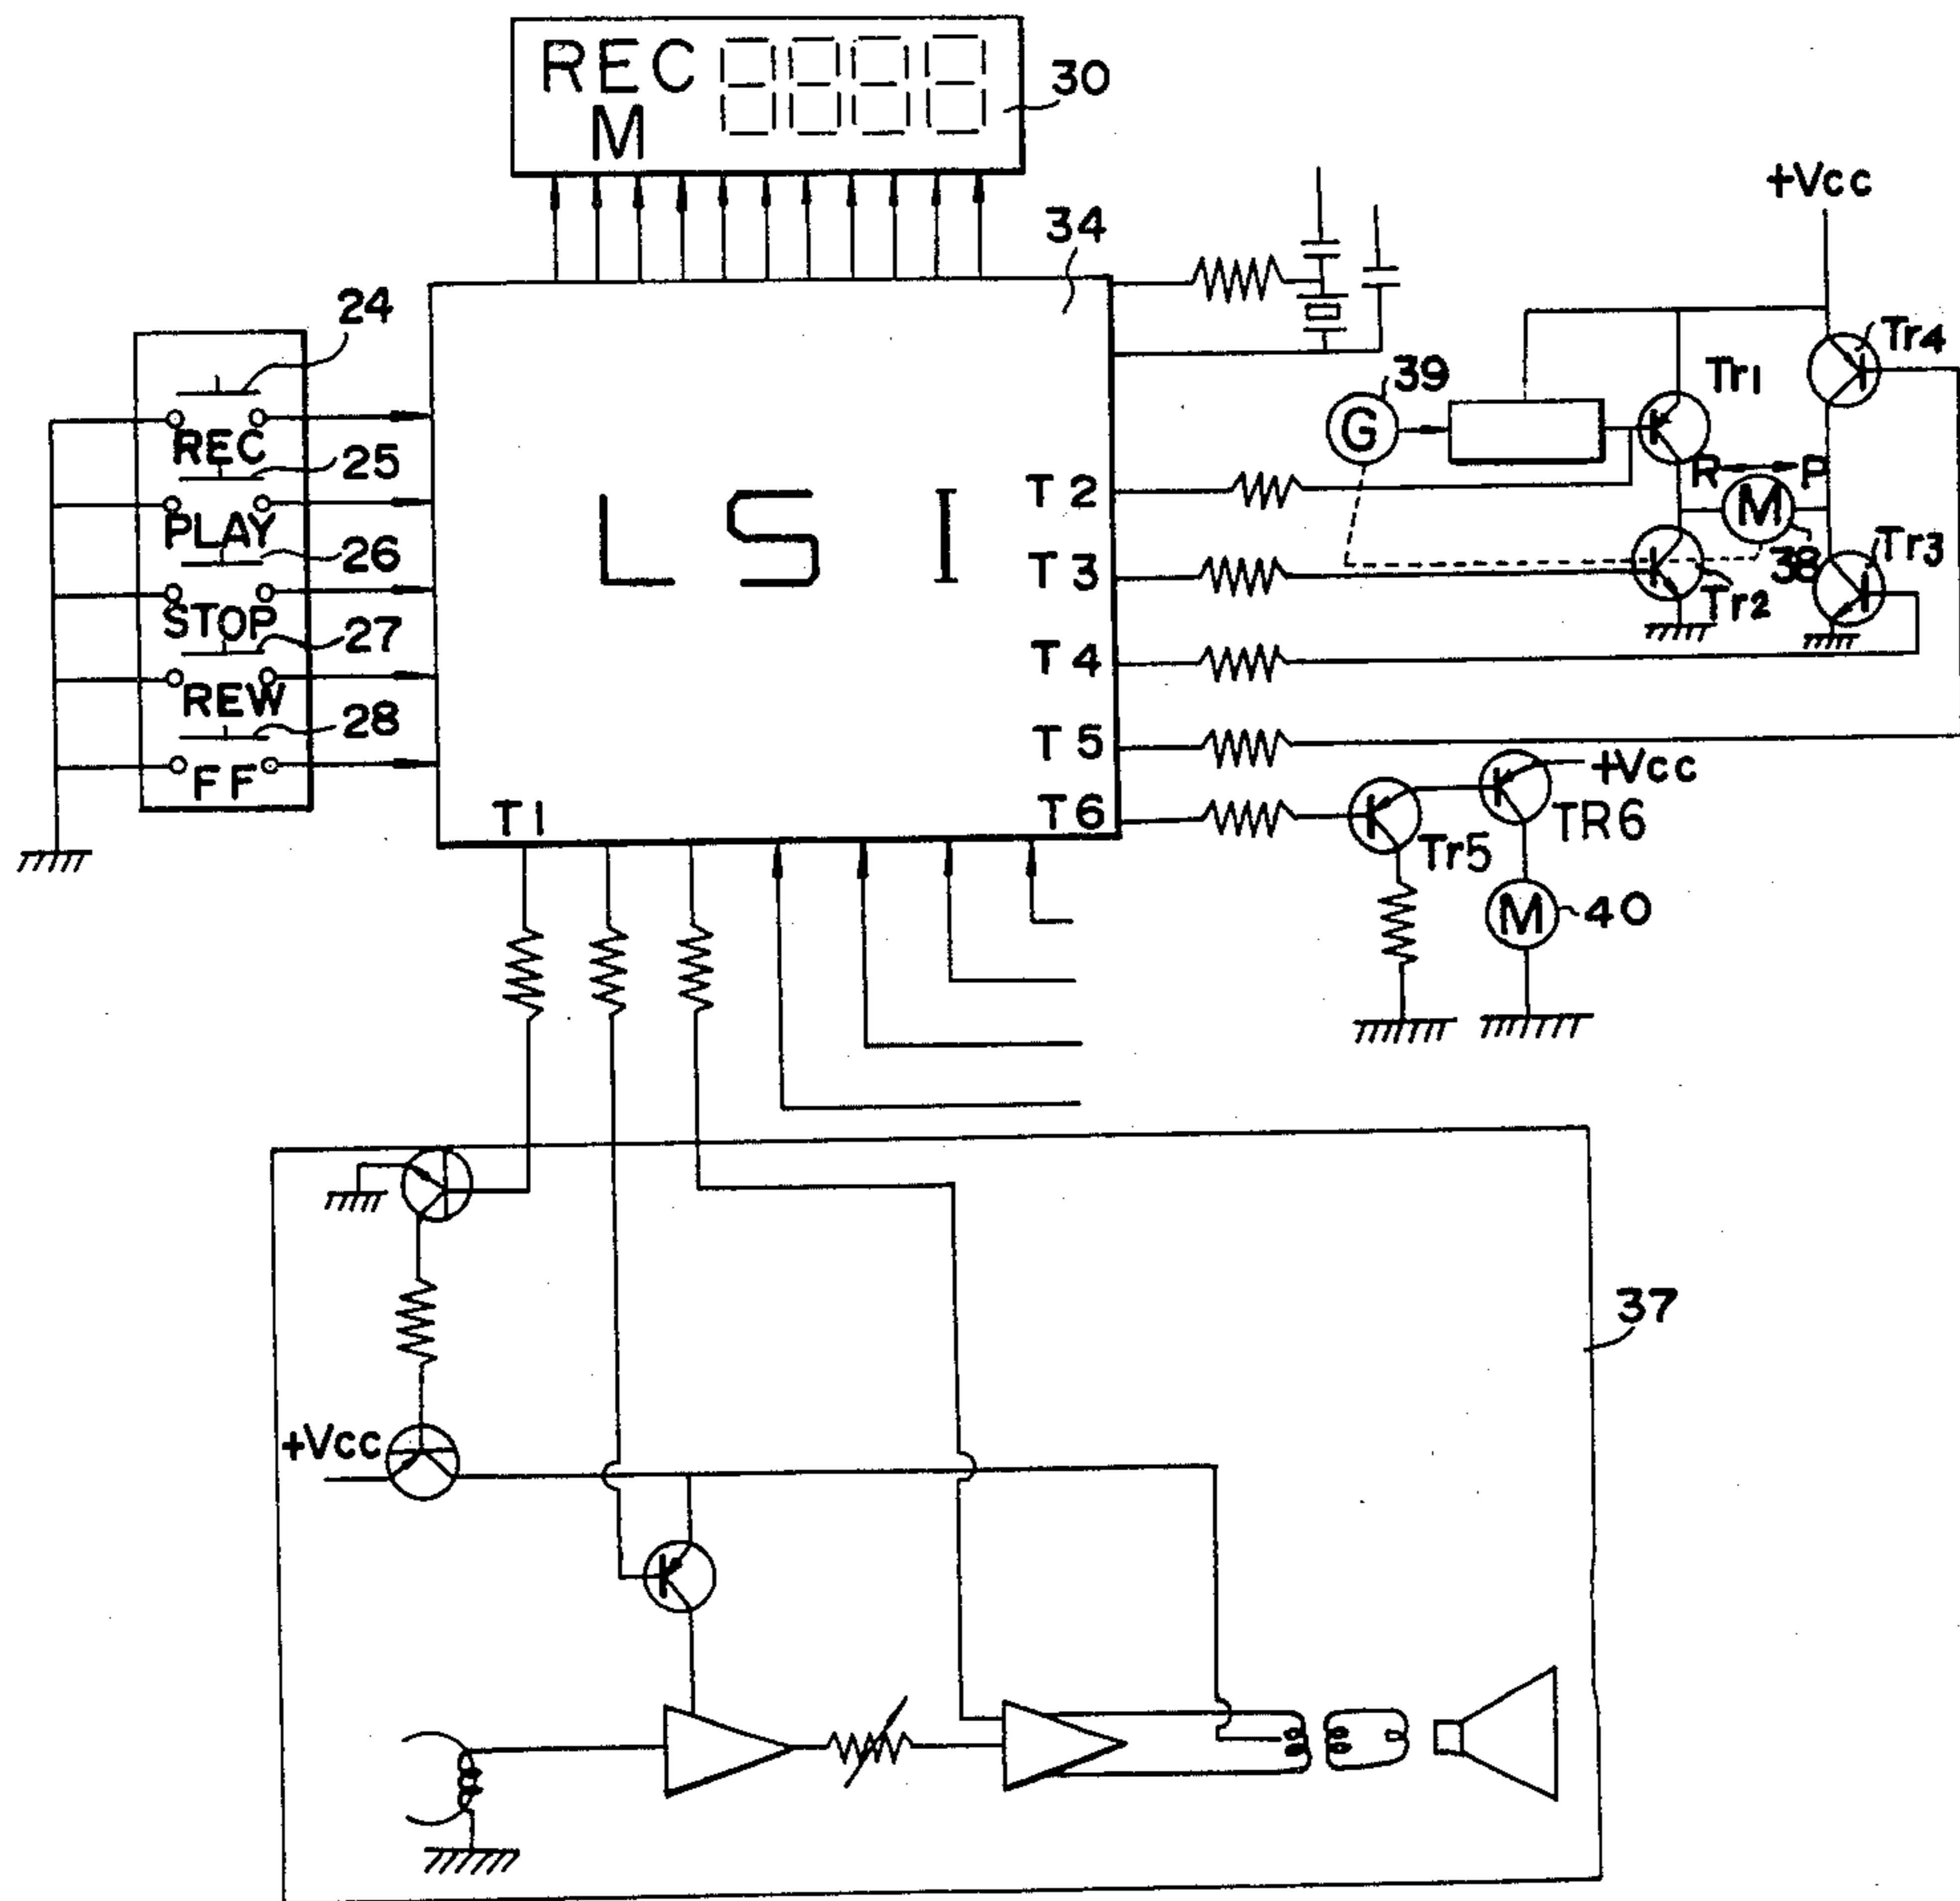 REC
M
30
+Vcc
34
24
REC
25
PLAY
26
STOP
27
REW
28
FF
LSI
T1
T2
T3
T4
T5
T6
39
G
Tr1
Tr4
R
P
M
38
Tr3
Tr2
+Vcc
TR6
Tr5
M
40
37
+Vcc